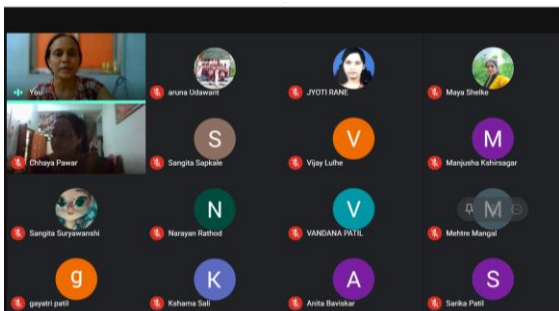 You
aruna Udawant
JYOTI RANE
Maya Shelke
Chhaya Pawar
S
Sangita Sapkale
V
Vijay Lulhe
M
Manjusha Kshirsagar
Sangita Suryawanshi
N
Narayan Rathod
V
VANDANA PATIL
M
Mehtre Mangal
g
gayatri patil
K
Kshama Sali
A
Anita Baviskar
S
Sarika Patil